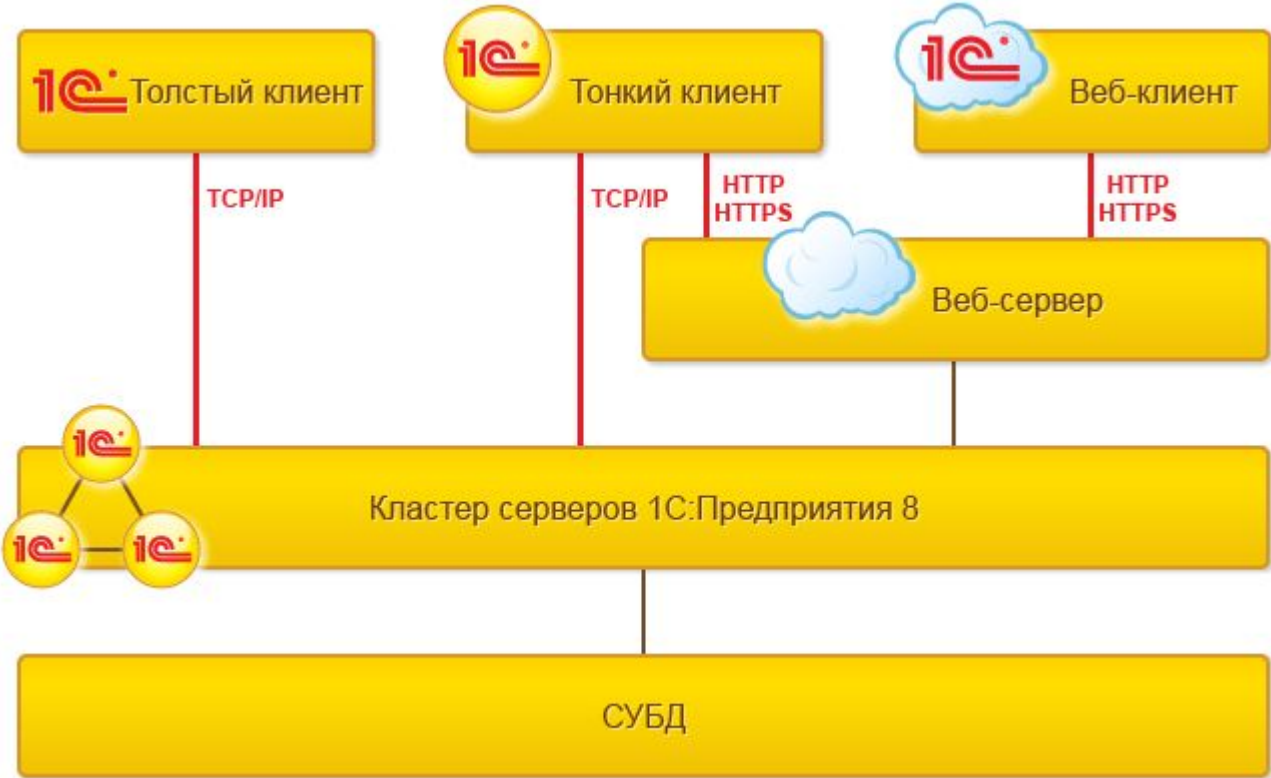 1С Толстый клиент
1С Тонкий клиент
1С Веб-клиент
TCP/IP
TCP/IP
HTTP
HTTPS
HTTP
HTTPS
Веб-сервер
1С
Кластер серверов 1С:Предприятия 8
1С 1С
СУБД